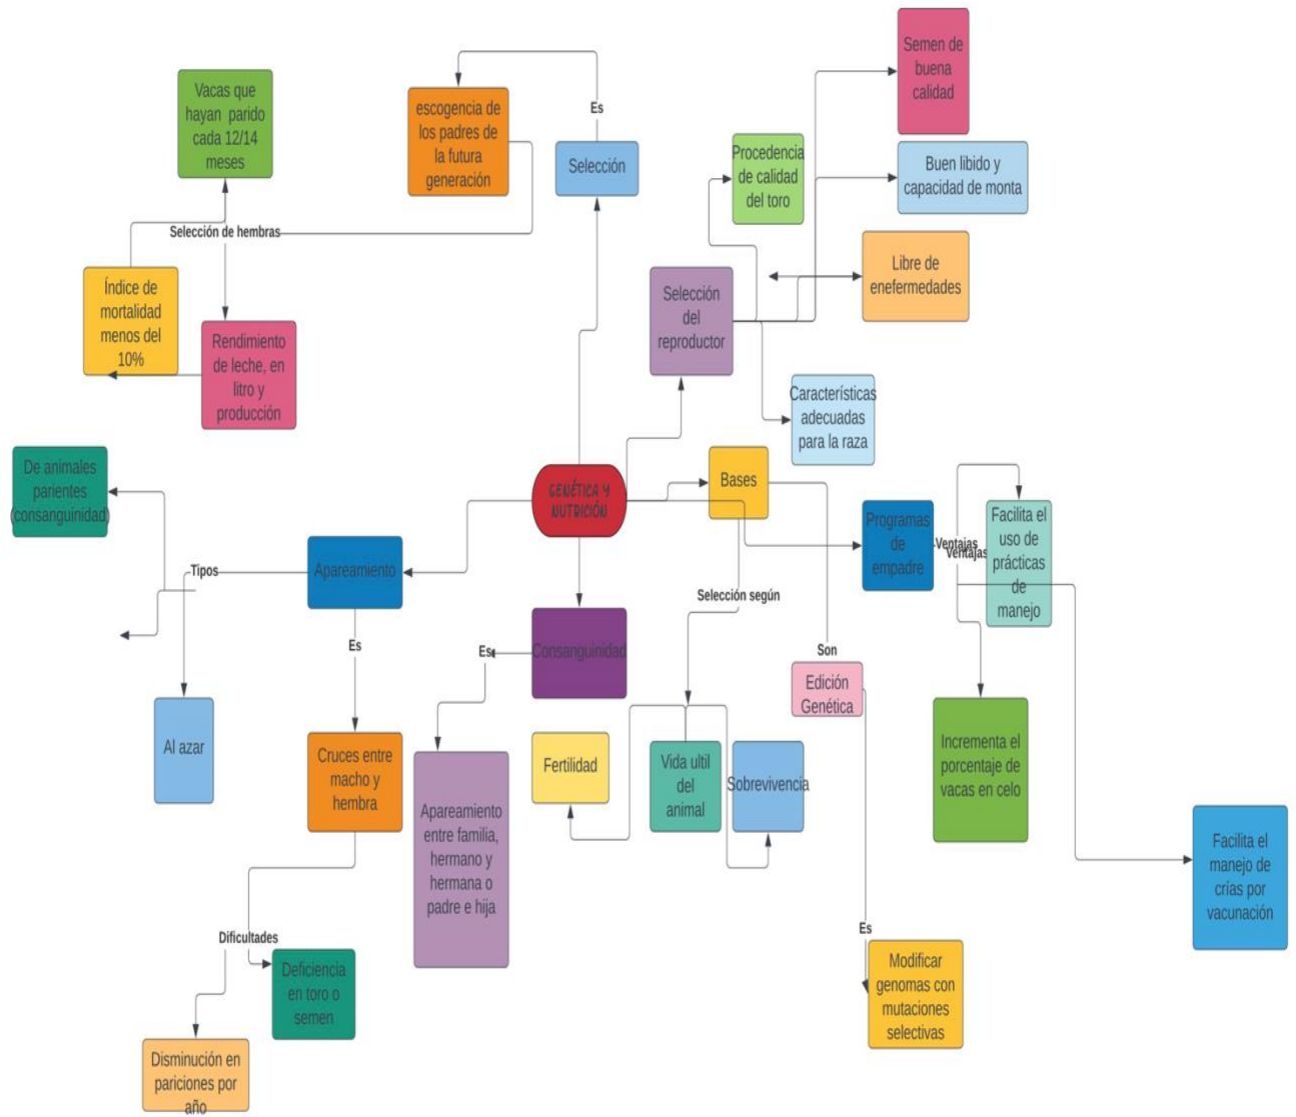 Semen de
buena
calidad
Vacas que
hayan parido
cada 12/14
meses
escogencia de
los padres de
la futura
generación
Es
Selección
Procedencia
de calidad
del toro
Buen libido y
capacidad de monta
Selección de hembras
Libre de
enefermedades
Índice de
mortalidad
menos del
10%
Selección
del
reproductor
Rendimiento
de leche, en
litro y
producción
Características
adecuadas
para la raza
De animales
parientes
(consanguinidad)
GENÉTICA Y
NUTRICIÓN
Bases
Programas
de
empadre
Ventajas
Ventajas
Facilita el
uso de
prácticas
de
manejo
Tipos
Apareamiento
Selección según
Es
Es
Consanguinidad
Son
Edición
Genética
Al azar
Cruces entre
macho y
hembra
Apareamiento
entre familia,
hermano y
hermana o
padre e hija
Fertilidad
Vida ultil
del
animal
Sobrevivencia
Incrementa el
porcentaje de
vacas en celo
Facilita el
manejo de
crías por
vacunación
Dificultades
Es
Deficiencia
en toro o
semen
Modificar
genomas con
mutaciones
selectivas
Disminución en
pariciones por
año